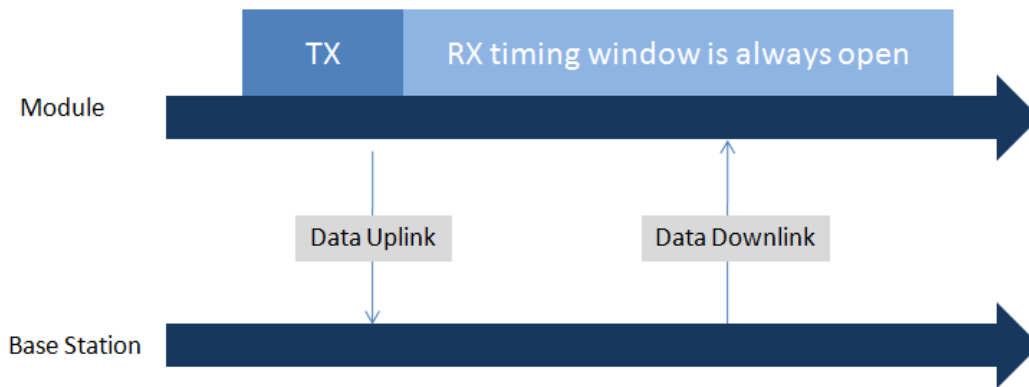 TX
RX timing window is always open
Module
Data Uplink
Data Downlink
Base Station